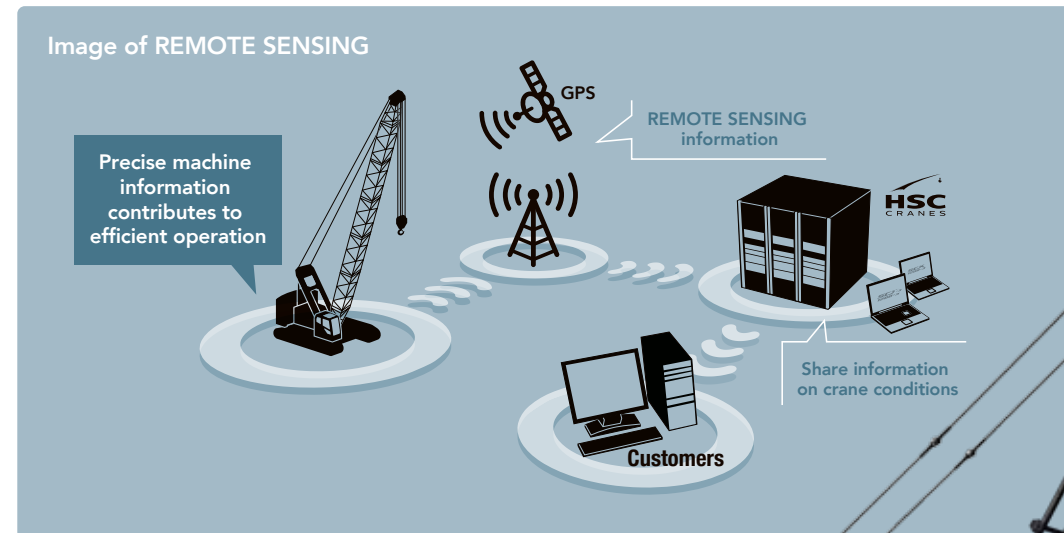 Image of REMOTE SENSING
GPS
REMOTE SENSING
information
Precise machine
information
contributes to
efficient operation
HSC
CRANES
Share information
on crane conditions
Customers